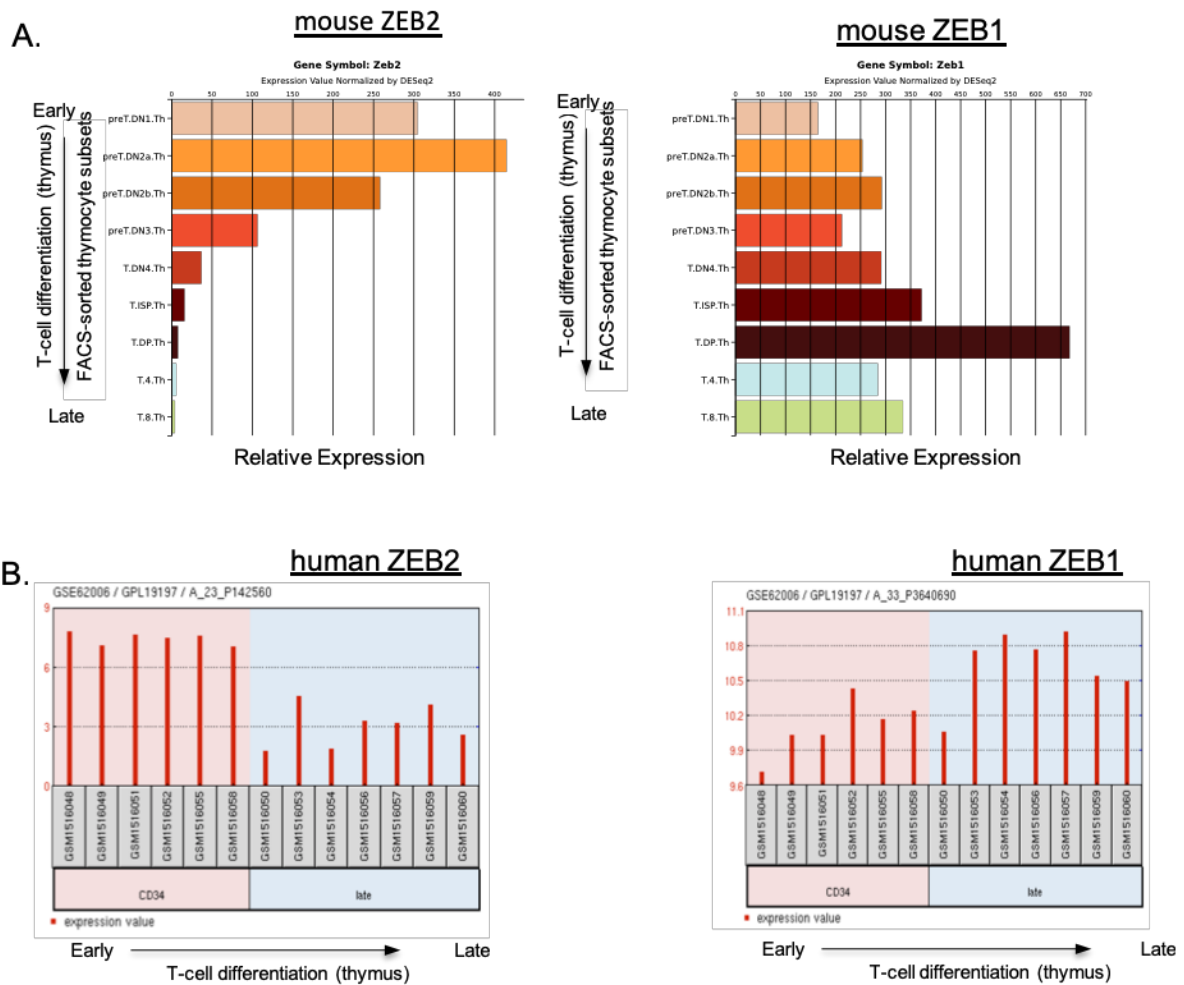 A.
mouse ZEB2
Gene Symbol: Zeb2
Expression Value Normalized by DESeq2
0 50 100 150 200 250 300 350 400
Early
T-cell differentiation (thymus)
FACS-sorted thymocyte subsets
Late
preT.DN1.Th
preT.DN2a.Th
preT.DN2b.Th
preT.DN3.Th
T.DN4.Th
T.ISP.Th
T.DP.Th
T.4.Th
T.8.Th
Relative Expression
mouse ZEB1
Gene Symbol: Zeb1
Expression Value Normalized by DESeq2
0 50 100 150 200 250 300 350 400 450 500 550 600 650 700
Early
T-cell differentiation (thymus)
FACS-sorted thymocyte subsets
Late
preT.DN1.Th
preT.DN2a.Th
preT.DN2b.Th
preT.DN3.Th
T.DN4.Th
T.ISP.Th
T.DP.Th
T.4.Th
T.8.Th
Relative Expression
B.
human ZEB2
GSE62006 / GPL19197 / A_23_P142560
9
6
3
0
GSM1516048
GSM1516049
GSM1516051
GSM1516052
GSM1516055
GSM1516058
GSM1516050
GSM1516053
GSM1516054
GSM1516056
GSM1516057
GSM1516059
GSM1516060
CD34 late
expression value
Early Late
T-cell differentiation (thymus)
human ZEB1
GSE62006 / GPL19197 / A_33_P3640690
11.1
10.8
10.5
10.2
9.9
9.6
GSM1516048
GSM1516049
GSM1516051
GSM1516052
GSM1516055
GSM1516058
GSM1516050
GSM1516053
GSM1516054
GSM1516056
GSM1516057
GSM1516059
GSM1516060
CD34 late
expression value
Early Late
T-cell differentiation (thymus)